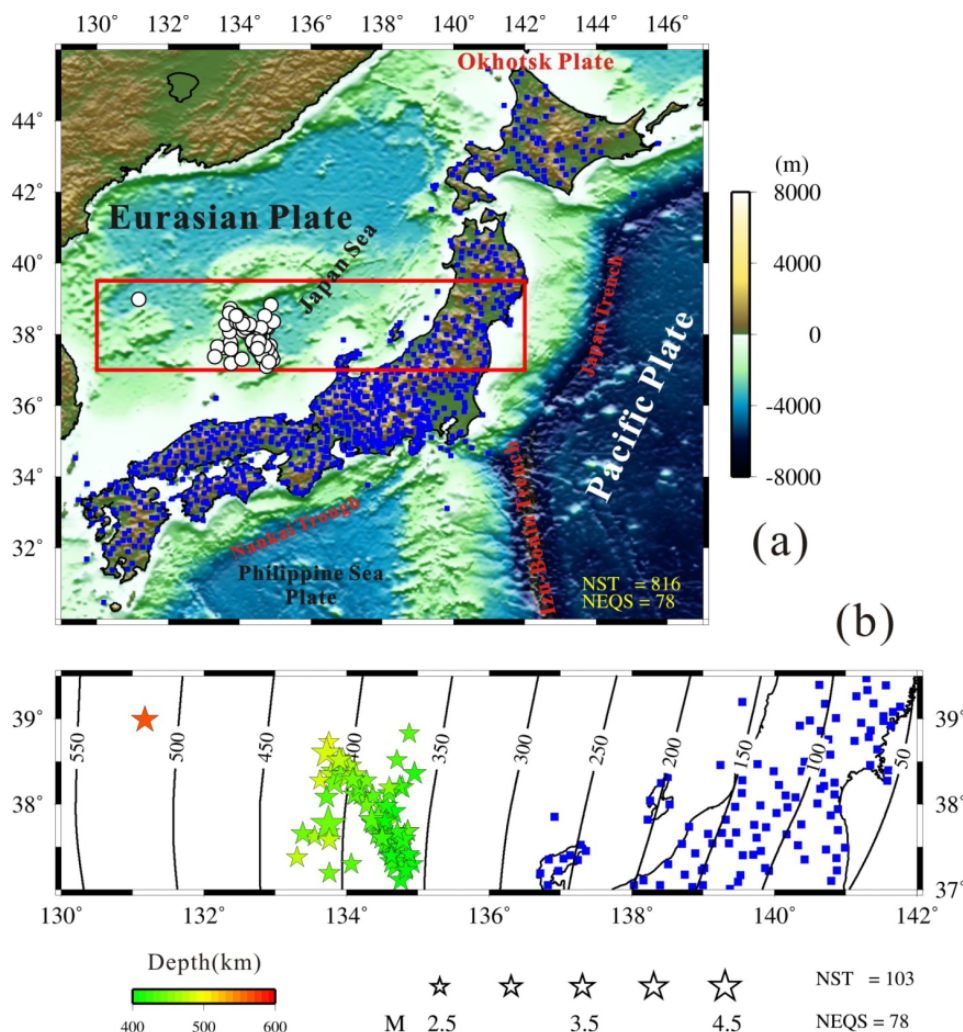 130 132° 134° 136° 138° 140° 142° 144° 146°
Okhotsk Plate
44°
42°
Eurasian Plate
40°
Japan Sea
38°
Japan Trench
Pacific Plate
36°
34°
Nankai Trough
Izu-Bonin Trench
32°
Philippine Sea
Plate
NST = 816
NEQS = 78
(m)
8000
4000
0
-4000
-8000
(a)
(b)
39° 39°
38° 38°
37° 37°
550 500 450 400 350 300 250 200 150 100 50
130° 132° 134° 136° 138° 140° 142°
Depth(km)
400 500 600
M 2.5 3.5 4.5
NST = 103
NEQS = 78